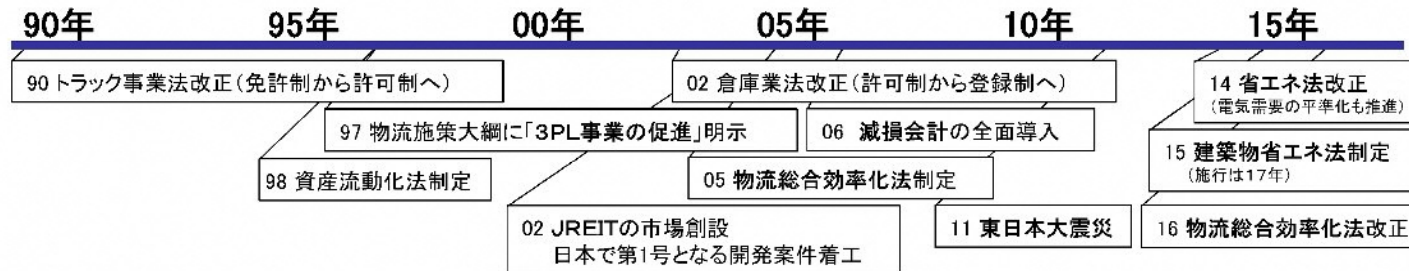 90年 95年 00年 05年 10年 15年
90 トラック事業法改正(免許制から許可制へ)
02 倉庫業法改正(許可制から登録制へ)
14 省エネ法改正
(電気需要の平準化も推進)
97 物流施策大綱に「3PL事業の促進」明示
06 減損会計の全面導入
15 建築物省エネ法制定
(施行は17年)
98 資産流動化法制定
05 物流総合効率化法制定
02 JREITの市場創設
日本で第1号となる開発案件着工
11 東日本大震災
16 物流総合効率化法改正